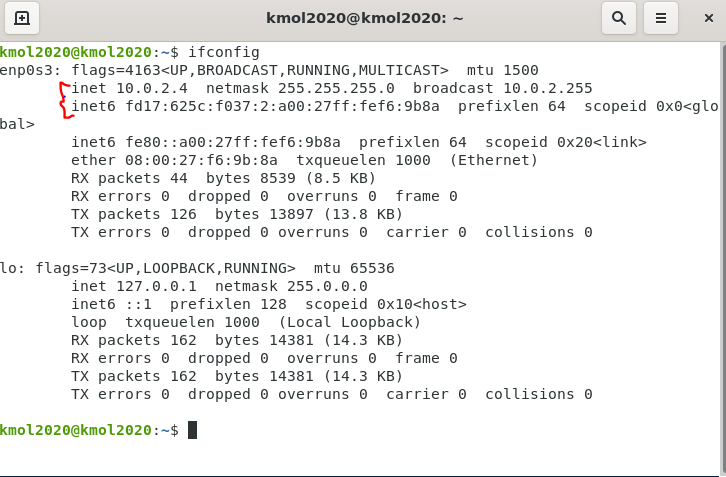 kmol2020@kmol2020: ~
kmol2020@kmol2020:~$ ifconfig
enp0s3: flags=4163<UP,BROADCAST,RUNNING,MULTICAST>  mtu 1500
        inet 10.0.2.4  netmask 255.255.255.0  broadcast 10.0.2.255
        inet6 fd17:625c:f037:2:a00:27ff:fef6:9b8a  prefixlen 64  scopeid 0x0<glo
bal>
        inet6 fe80::a00:27ff:fef6:9b8a  prefixlen 64  scopeid 0x20<link>
        ether 08:00:27:f6:9b:8a  txqueuelen 1000  (Ethernet)
        RX packets 44  bytes 8539 (8.5 KB)
        RX errors 0  dropped 0  overruns 0  frame 0
        TX packets 126  bytes 13897 (13.8 KB)
        TX errors 0  dropped 0 overruns 0  carrier 0  collisions 0
lo: flags=73<UP,LOOPBACK,RUNNING>  mtu 65536
        inet 127.0.0.1  netmask 255.0.0.0
        inet6 ::1  prefixlen 128  scopeid 0x10<host>
        loop  txqueuelen 1000  (Local Loopback)
        RX packets 162  bytes 14381 (14.3 KB)
        RX errors 0  dropped 0  overruns 0  frame 0
        TX packets 162  bytes 14381 (14.3 KB)
        TX errors 0  dropped 0 overruns 0  carrier 0  collisions 0
kmol2020@kmol2020:~$